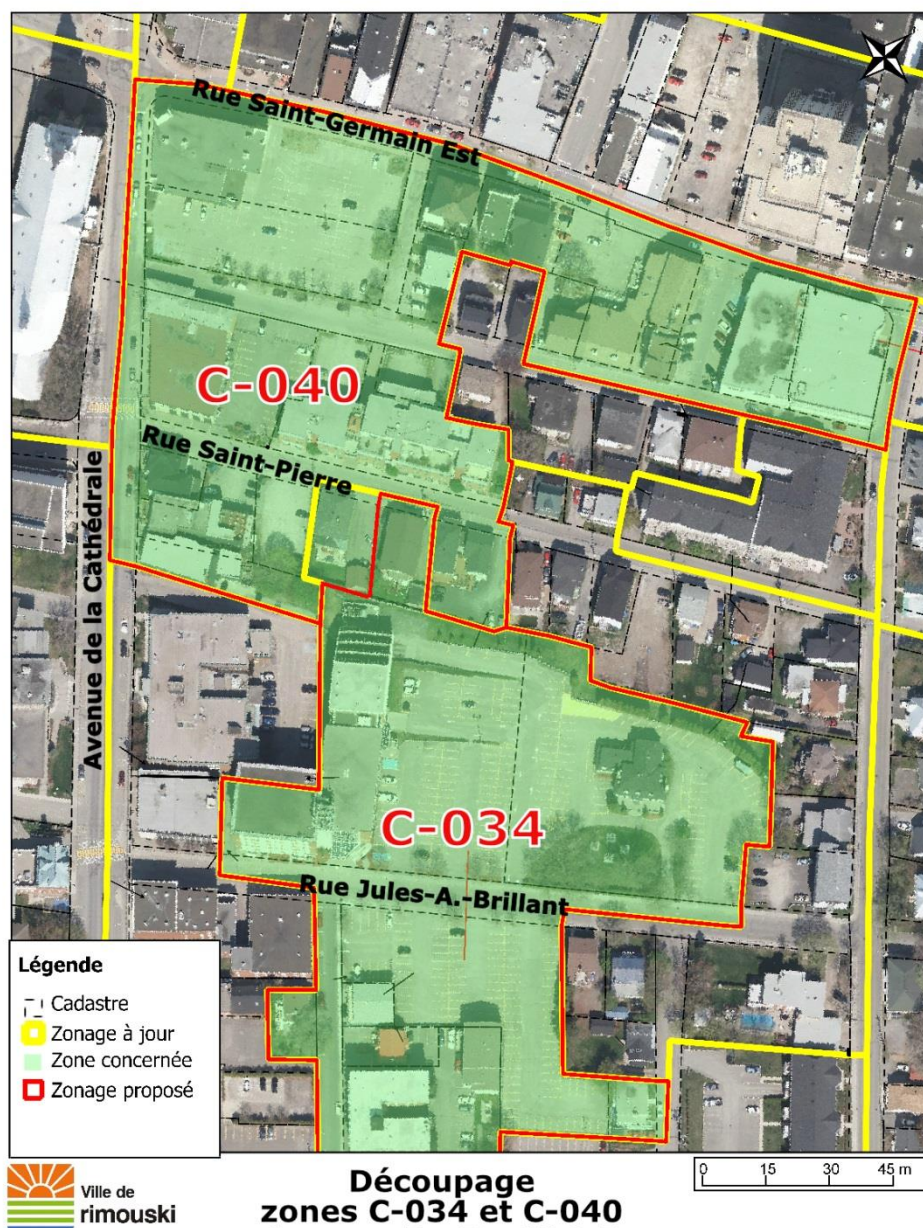 Rue Saint-Germain Est
C-040
Rue Saint-Pierre
Avenue de la Cathédrale
C-034
Rue Jules-A.-Brillant
Légende
Cadastre
Zonage à jour
Zone concernée
Zonage proposé
Ville de
rimouski
Découpage
zones C-034 et C-040
0 15 30 45 m